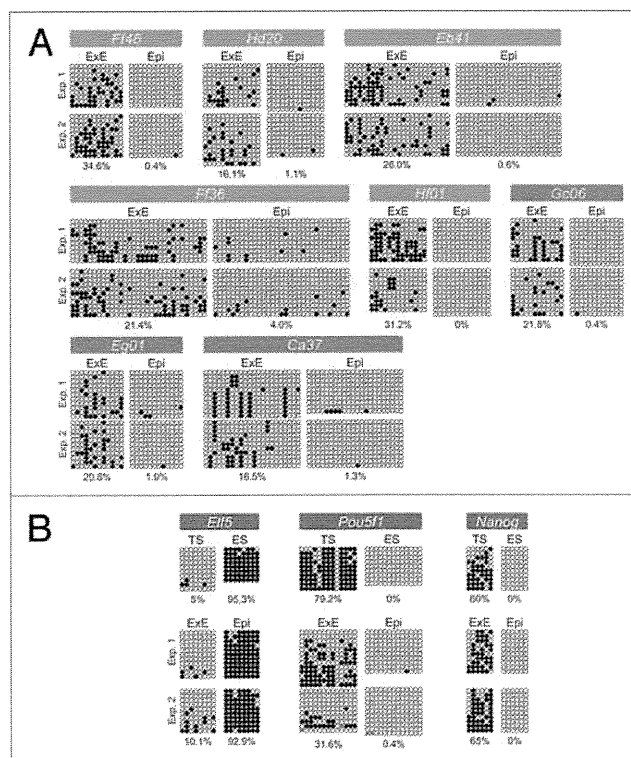 A
Ff46 Hd20 Eb41
ExE Epi ExE Epi ExE Epi
Exp. 1
Exp. 2
34.6% 0.4% 16.1% 1.1% 26.0% 0.6%
Hf01 Gc06
ExE Epi ExE Epi ExE Epi
Exp. 1
Exp. 2
21.4% 4.0% 31.2% 0% 21.8% 0.4%
Eg01 Ca37
ExE Epi ExE Epi
Exp. 1
Exp. 2
20.8% 1.9% 16.5% 1.3%
B
Elf5 Pou5f1 Nanog
TS ES TS ES TS ES
5% 95.3% 79.2% 0% 60% 0%
ExE Epi ExE Epi ExE Epi
Exp. 1
Exp. 2
10.1% 92.9% 31.6% 0.4% 65% 0%